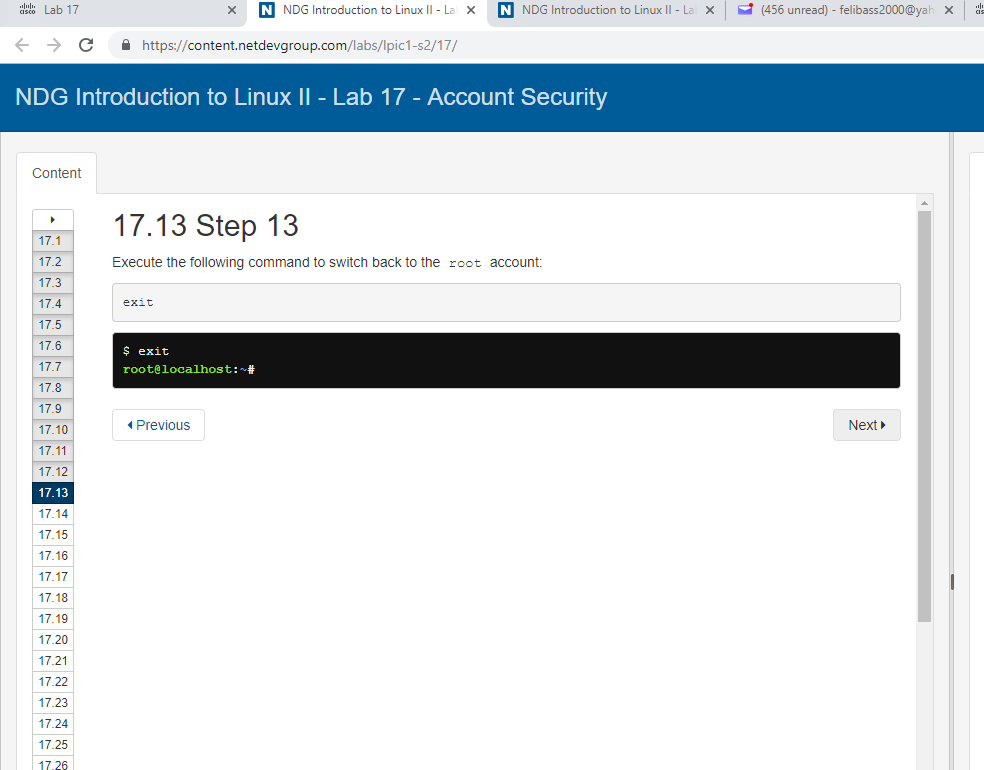 Lab 17
NDG Introduction to Linux II - La
NDG Introduction to Linux II - La
(456 unread) - felibass2000@yah
https://content.netdevgroup.com/labs/lpic1-s2/17/
NDG Introduction to Linux II - Lab 17 - Account Security
Content
17.1
17.2
17.3
17.4
17.5
17.6
17.7
17.8
17.9
17.10
17.11
17.12
17.13
17.14
17.15
17.16
17.17
17.18
17.19
17.20
17.21
17.22
17.23
17.24
17.25
17.26
17.13 Step 13
Execute the following command to switch back to the root account:
exit
$ exit
root@localhost:~#
Previous
Next